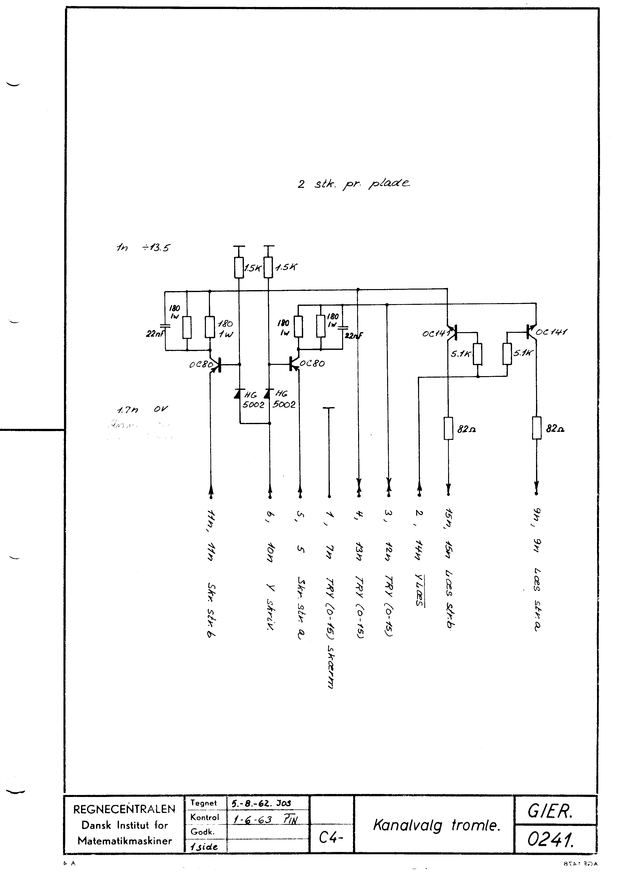 2 stk. pr. plade
1n ÷13.5
1.5K 1.5K
180 1w
22nF
180 1w
180 1w
180 1w
22nF
OC80
OC80
OC141
OC141
5.1K
5.1K
HG 5002
HG 5002
1.7n 0V
82Ω
82Ω
11n, 11n Skr. str. b
6, 10n Y skriv.
5, 5 Skr. str. a
1, 7n TRY (0-15) skærm
4, 13n TRY (0-15)
3, 12n TRY (0-15)
2, 14n Y Læs
15n, 15n Læs str. b
9n, 9n Læs str. a
REGNECENTRALEN
Dansk Institut for
Matematikmaskiner
Tegnet 5.-8.-62. JOS
Kontrol 1-6-63 PIN
Godk.
1 side
C4-
Kanalvalg tromle.
GIER.
0241.